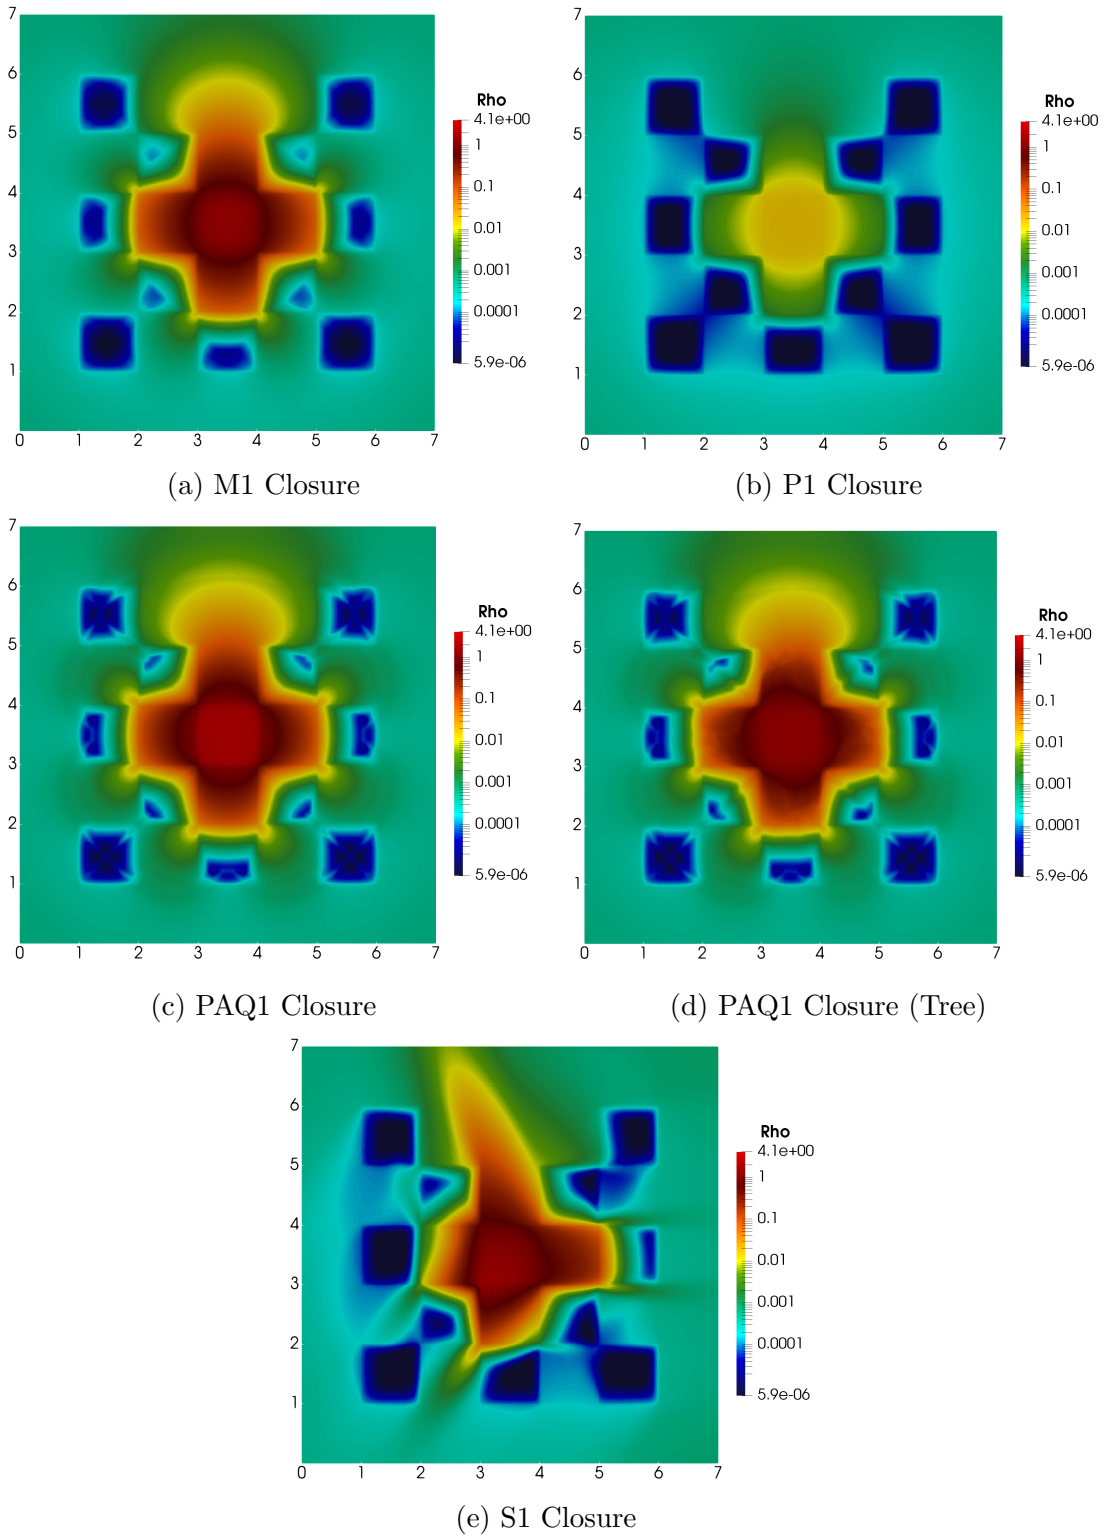 7
6
5
4
3
2
1
0 1 2 3 4 5 6 7
Rho
4.1e+00
1
0.1
0.01
0.001
0.0001
5.9e-06
(a) M1 Closure
7
6
5
4
3
2
1
0 1 2 3 4 5 6 7
Rho
4.1e+00
1
0.1
0.01
0.001
0.0001
5.9e-06
(b) P1 Closure
7
6
5
4
3
2
1
0 1 2 3 4 5 6 7
Rho
4.1e+00
1
0.1
0.01
0.001
0.0001
5.9e-06
(c) PAQ1 Closure
7
6
5
4
3
2
1
0 1 2 3 4 5 6 7
Rho
4.1e+00
1
0.1
0.01
0.001
0.0001
5.9e-06
(d) PAQ1 Closure (Tree)
7
6
5
4
3
2
1
0 1 2 3 4 5 6 7
Rho
4.1e+00
1
0.1
0.01
0.001
0.0001
5.9e-06
(e) S1 Closure